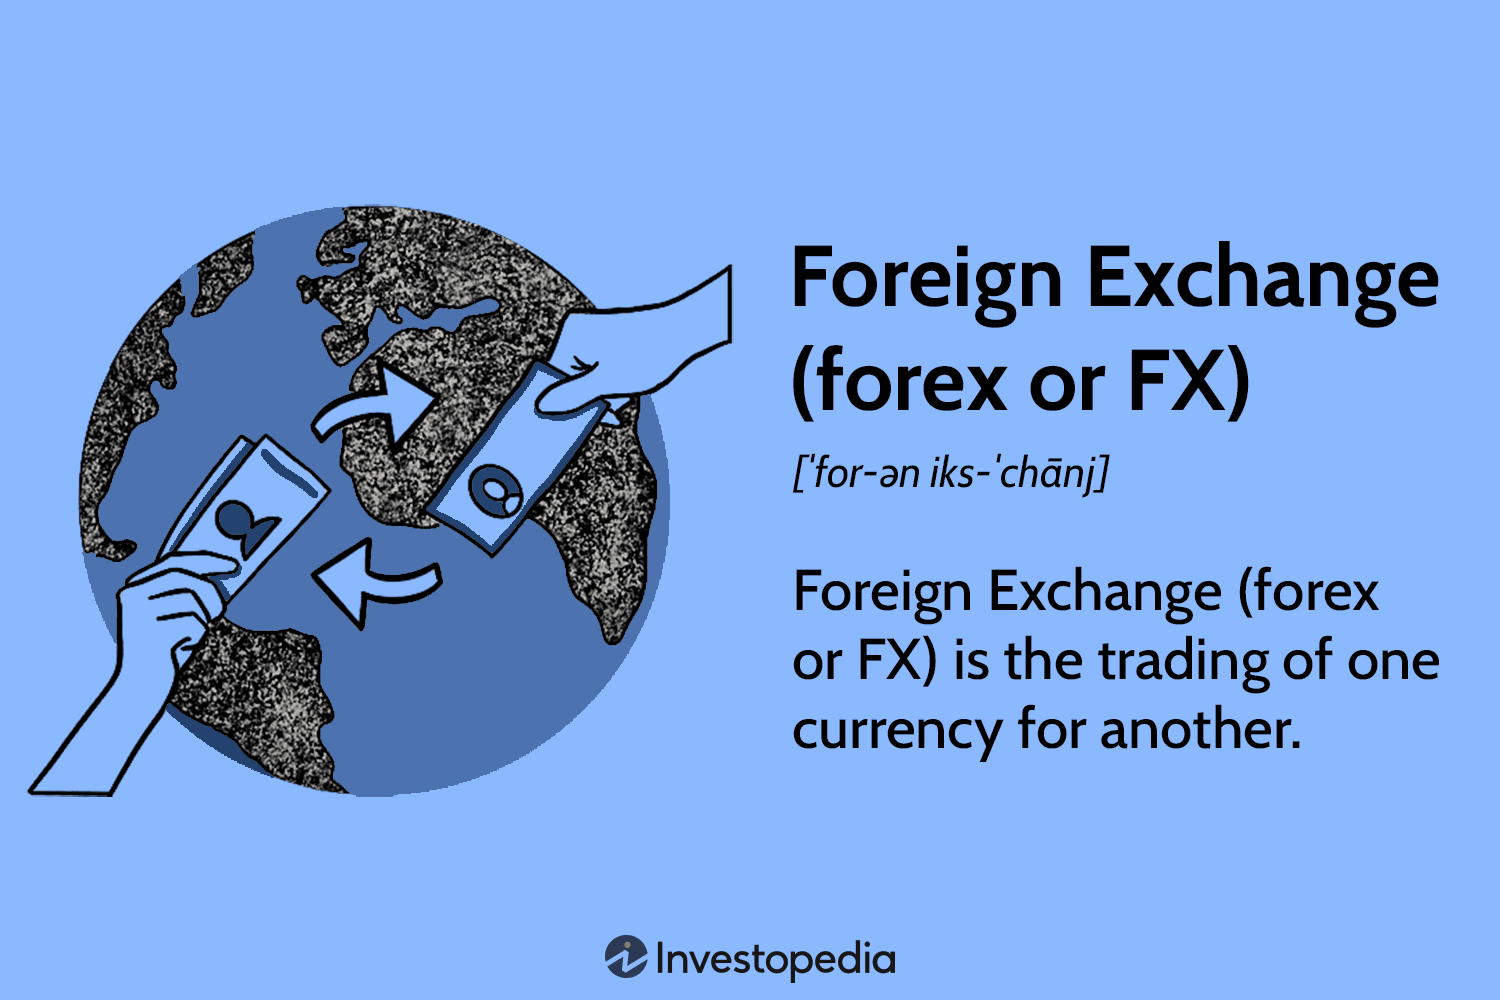 Foreign Exchange
(forex or FX)
[ˈfor-ən iks-ˈchānj]
Foreign Exchange (forex
or FX) is the trading of one
currency for another.
Investopedia